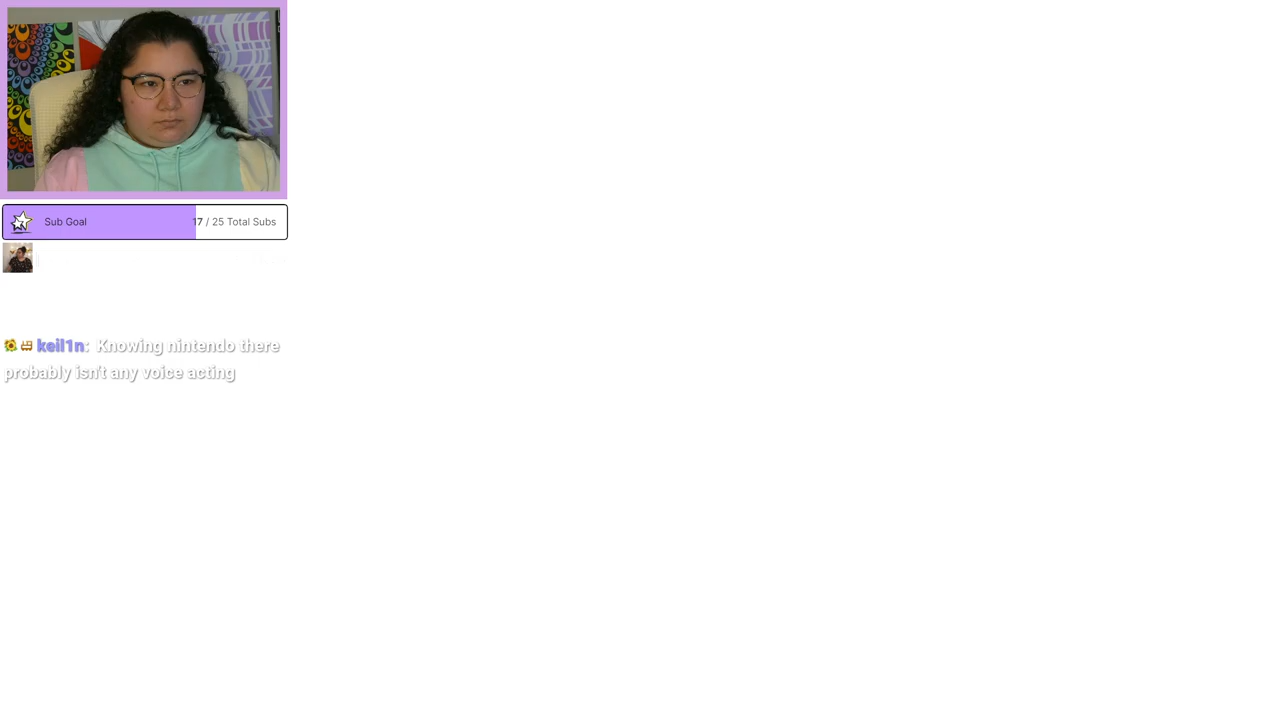 Sub Goal 17 / 25 Total Subs
keil1n: Knowing nintendo there
probably isn't any voice acting